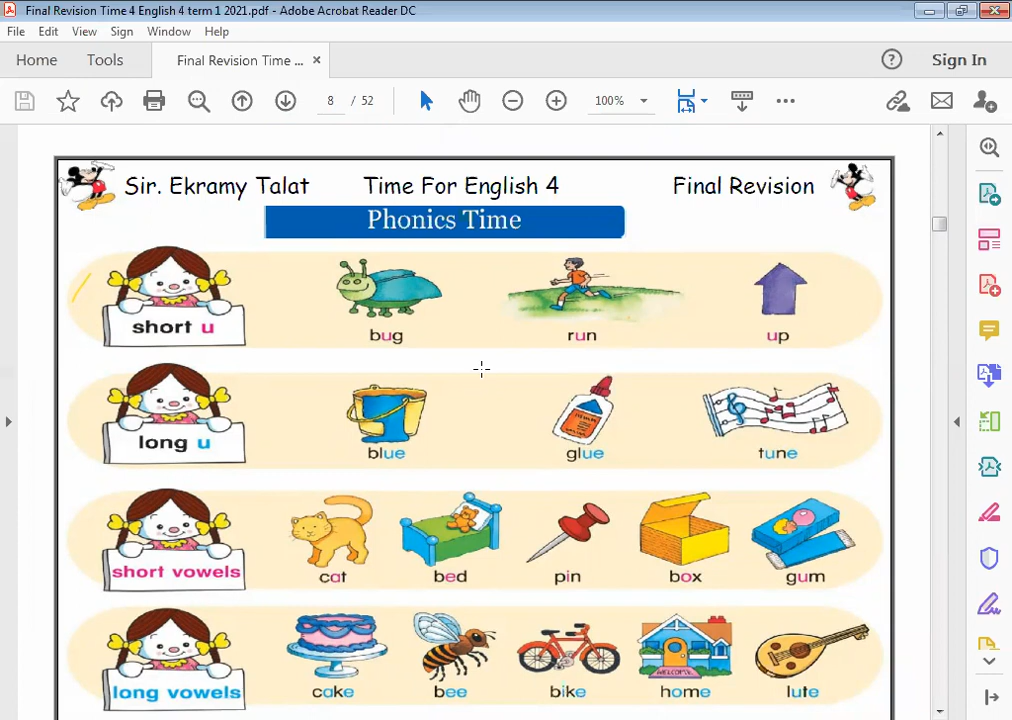 Final Revision Time 4 English 4 term 1 2021.pdf - Adobe Acrobat Reader DC
File Edit View Sign Window Help
Home Tools Final Revision Time ... × Sign In
8 / 52 100%
Sir. Ekramy Talat Time For English 4 Final Revision
Phonics Time
short u
bug run up
long u
blue glue tune
short vowels
cat bed pin box gum
WELCOME
long vowels
cake bee bike home lute